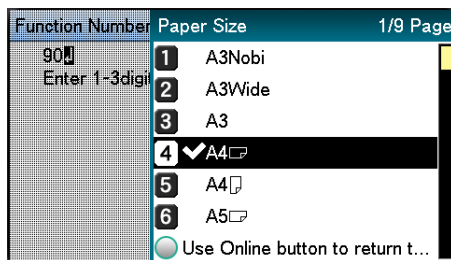 Function Number
90
Enter 1-3digi
Paper Size 1/9 Page
1 A3Nobi
2 A3Wide
3 A3
4 A4
5 A4
6 A5
Use Online button to return t...